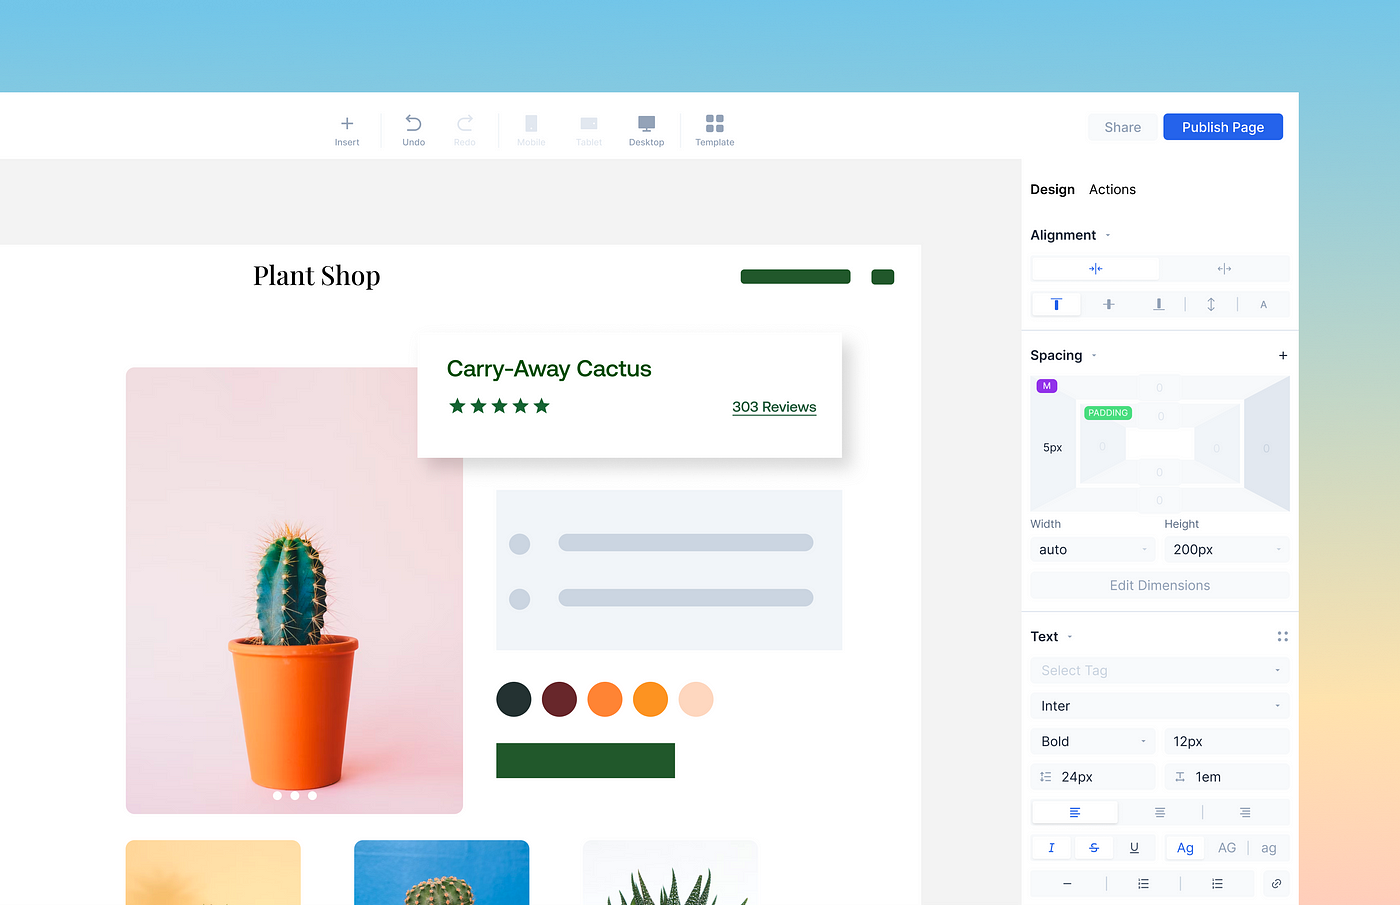 Insert
Undo
Redo
Mobile
Tablet
Desktop
Template
Share
Publish Page
Design
Actions
Alignment
A
Plant Shop
Carry-Away Cactus
303 Reviews
Spacing
M
0
PADDING
0
5px
0
0
0
0
0
Width
Height
auto
200px
Edit Dimensions
Text
Select Tag
Inter
Bold
12px
24px
1em
I
S
U
Ag
AG
ag